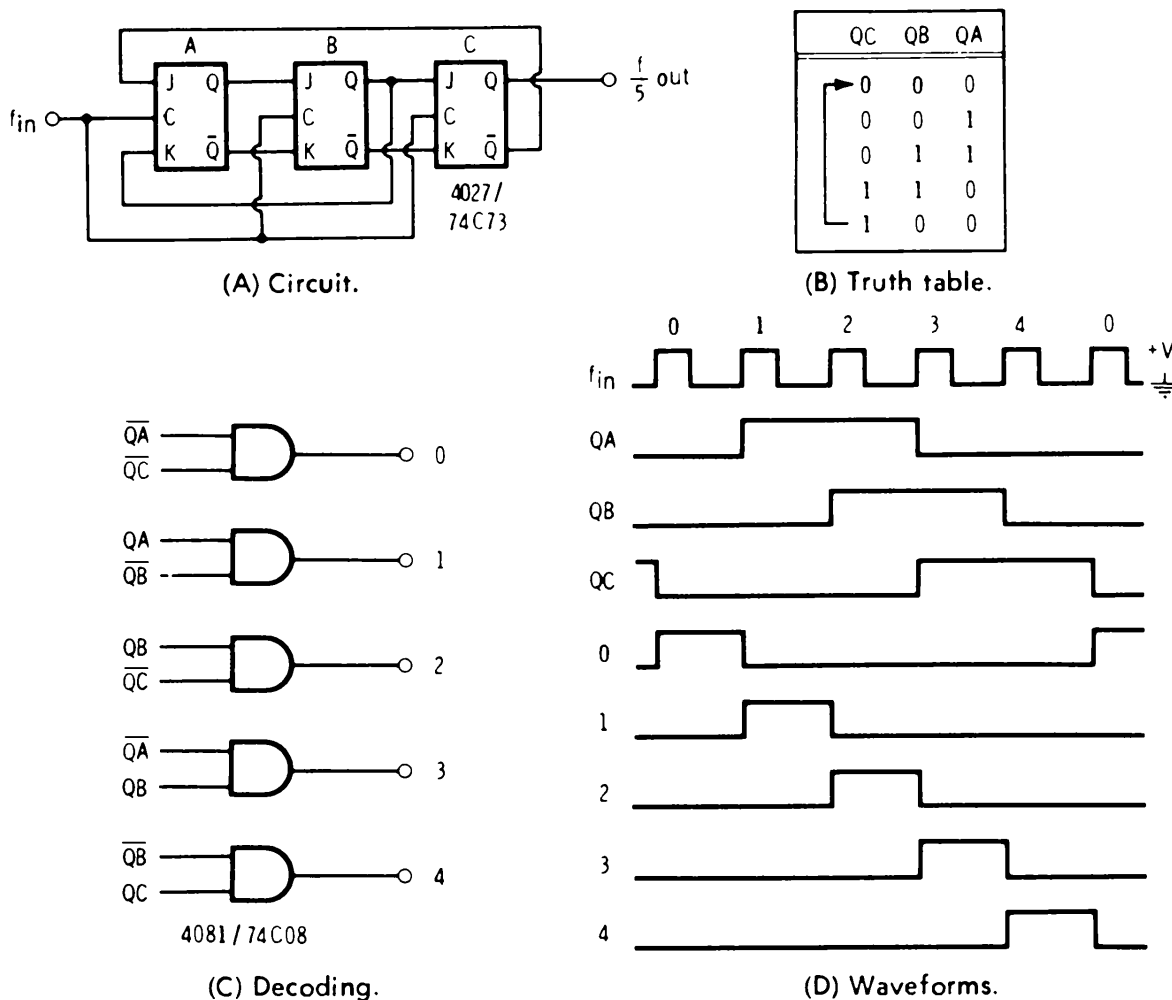 A B C
J Q J Q J Q
f/5 out
fin C C C
K Q̅ K Q̅ K Q̅
4027/
74C73
(A) Circuit.
QC QB QA
0 0 0
0 0 1
0 1 1
1 1 0
1 0 0
(B) Truth table.
Q̅A̅
Q̅C̅
0
QA
Q̅B̅
1
QB
Q̅C̅
2
Q̅A̅
QB
3
Q̅B̅
QC
4
4081/74C08
(C) Decoding.
0 1 2 3 4 0
+V
fin
QA
QB
QC
0
1
2
3
4
(D) Waveforms.